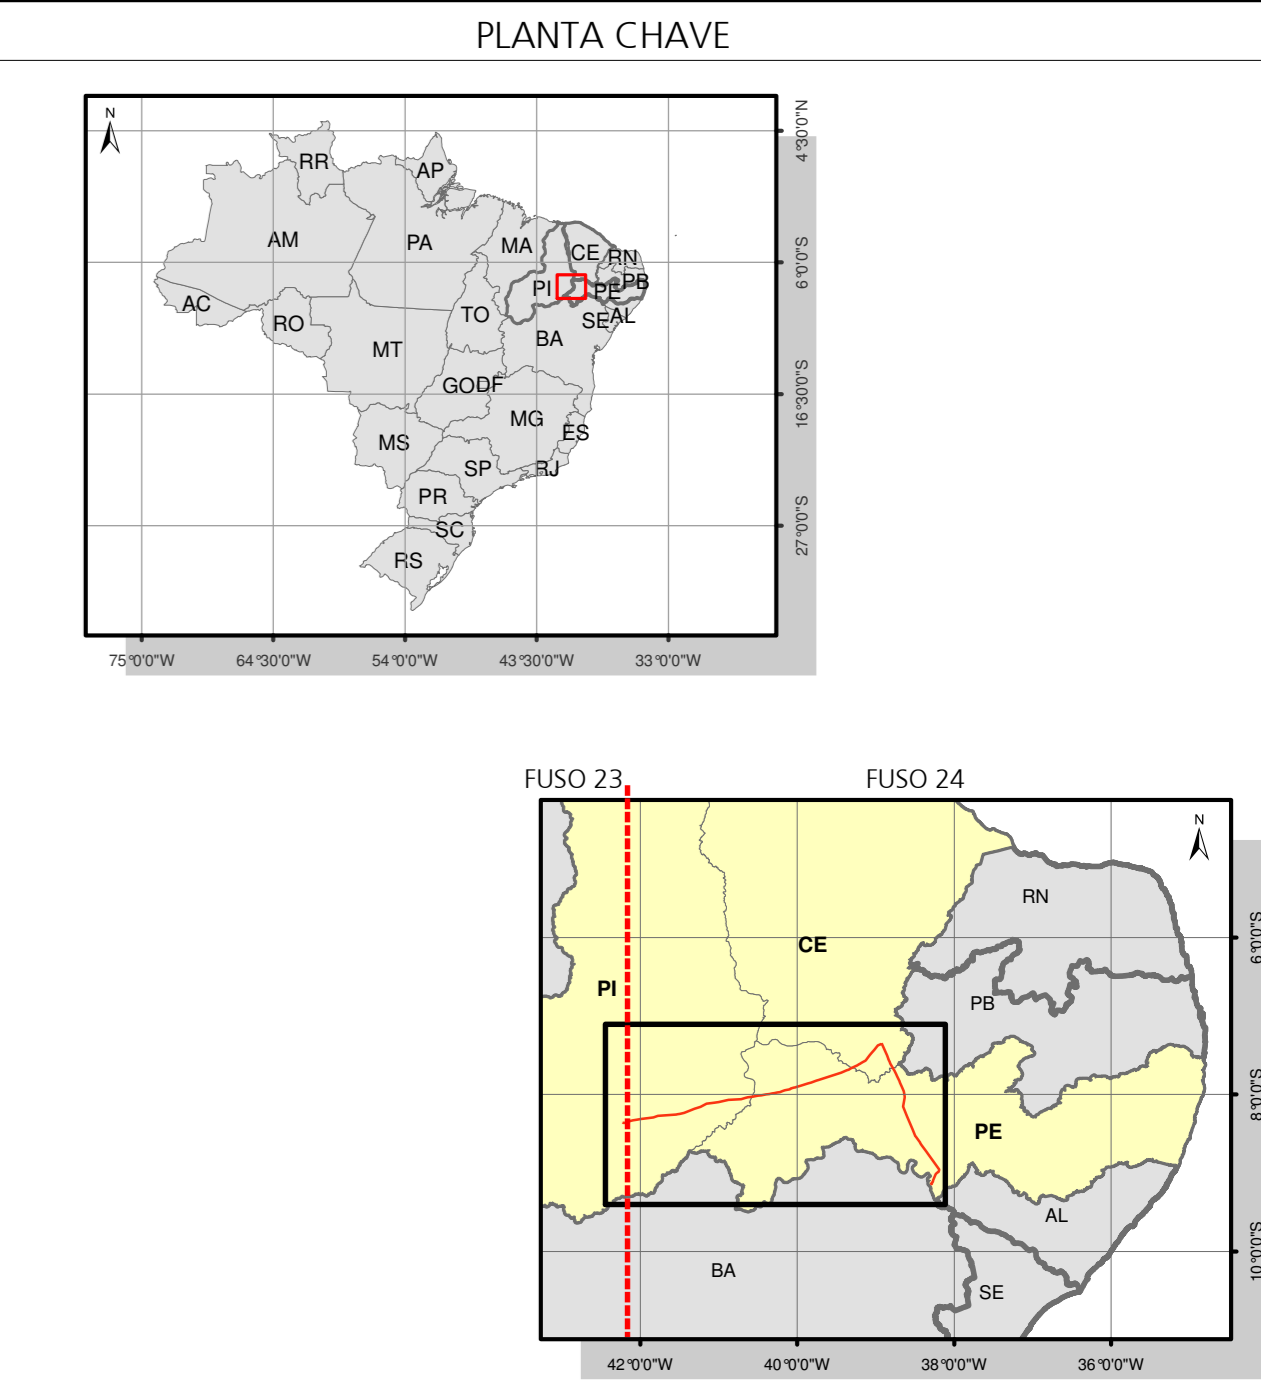 PLANTA CHAVE
N
RR
AP
AM
PA
MA
CE
RN
PB
PI
PE
AC
TO
SE
AL
RO
BA
MT
GO
DF
MG
ES
MS
SP
RJ
PR
SC
RS
4°30'0"N
6°0'0"S
16°30'0"S
27°0'0"S
75°0'0"W
64°30'0"W
54°0'0"W
43°30'0"W
33°0'0"W
FUSO 23
FUSO 24
N
RN
CE
PI
PB
PE
AL
BA
SE
6°0'0"S
8°0'0"S
10°0'0"S
42°0'0"W
40°0'0"W
38°0'0"W
36°0'0"W